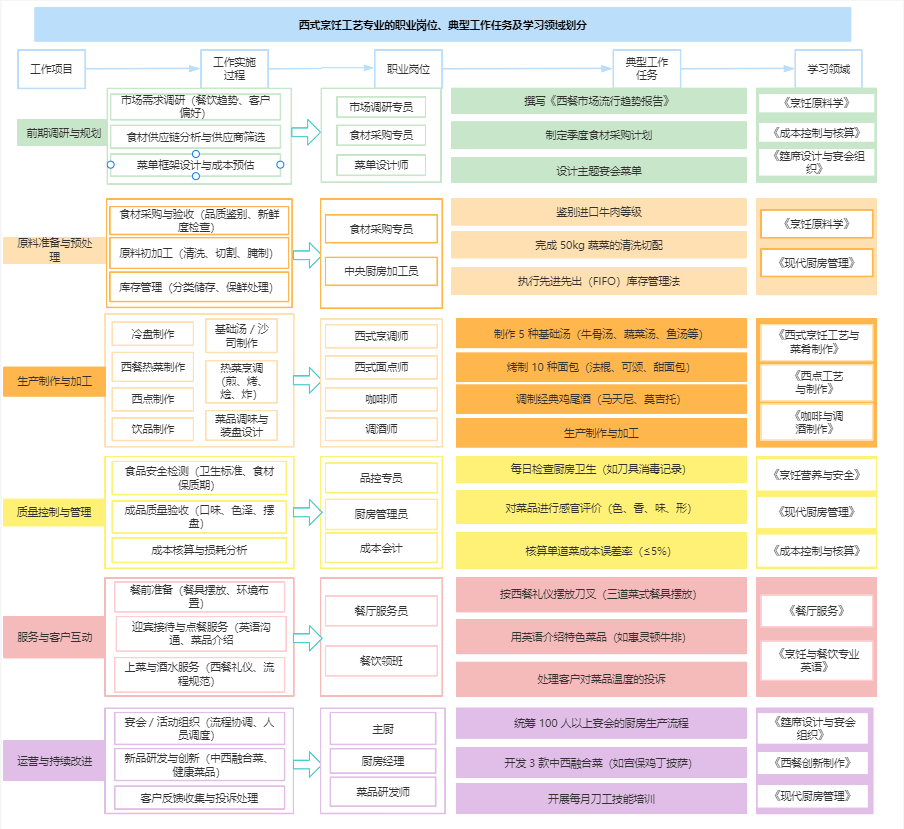 西式烹饪工艺专业的职业岗位、典型工作任务及学习领域划分
工作项目
工作实施
过程
职业岗位
典型工作
任务
学习领域
前期调研与规划
市场需求调研（餐饮趋势、客户
偏好）
食材供应链分析与供应商筛选
菜单框架设计与成本预估
市场调研专员
食材采购专员
菜单设计师
撰写《西餐市场流行趋势报告》
制定季度食材采购计划
设计主题宴会菜单
《烹饪原料学》
《成本控制与核算》
《筵席设计与宴会组
织》
原料准备与预处
理
食材采购与验收（品质鉴别、新鲜
度检查）
原料初加工（清洗、切割、腌制）
库存管理（分类储存、保鲜处理）
食材采购专员
中央厨房加工员
鉴别进口牛肉等级
完成 50kg 蔬菜的清洗切配
执行先进先出（FIFO）库存管理法
《烹饪原料学》
《现代厨房管理》
生产制作与加工
冷盘制作
西餐热菜制作
西点制作
饮品制作
基础汤 / 沙
司制作
热菜烹调
（煎、烤、
烩、炸）
菜品调味与
装盘设计
西式烹调师
西式面点师
咖啡师
调酒师
制作 5 种基础汤（牛骨汤、蔬菜汤、鱼汤等）
烤制 10 种面包（法棍、可颂、甜面包）
调制经典鸡尾酒（马天尼、莫吉托）
生产制作与加工
《西式烹饪工艺与
菜肴制作》
《西点工艺
与制作》
《咖啡与调
酒制作》
质量控制与管理
食品安全检测（卫生标准、食材
保质期）
成品质量验收（口味、色泽、摆
盘）
成本核算与损耗分析
品控专员
厨房管理员
成本会计
每日检查厨房卫生（如刀具消毒记录）
对菜品进行感官评价（色、香、味、形）
核算单道菜成本误差率（≤5%）
《烹饪营养与安全》
《现代厨房管理》
《成本控制与核算》
服务与客户互动
餐前准备（餐具摆放、环境布
置）
迎宾接待与点餐服务（英语沟
通、菜品介绍
上菜与酒水服务（西餐礼仪、流
程规范）
餐厅服务员
餐饮领班
按西餐礼仪摆放刀叉（三道菜式餐具摆放）
用英语介绍特色菜品（如惠灵顿牛排）
处理客户对菜品温度的投诉
《餐厅服务》
《烹饪与餐饮专业
英语》
运营与持续改进
宴会 / 活动组织（流程协调、人
员调度）
新品研发与创新（中西融合菜、
健康菜品）
客户反馈收集与投诉处理
主厨
厨房经理
菜品研发师
统筹 100 人以上宴会的厨房生产流程
开发 3 款中西融合菜（如宫保鸡丁披萨）
开展每月刀工技能培训
《筵席设计与宴会
组织》
《西餐创新制作》
《现代厨房管理》